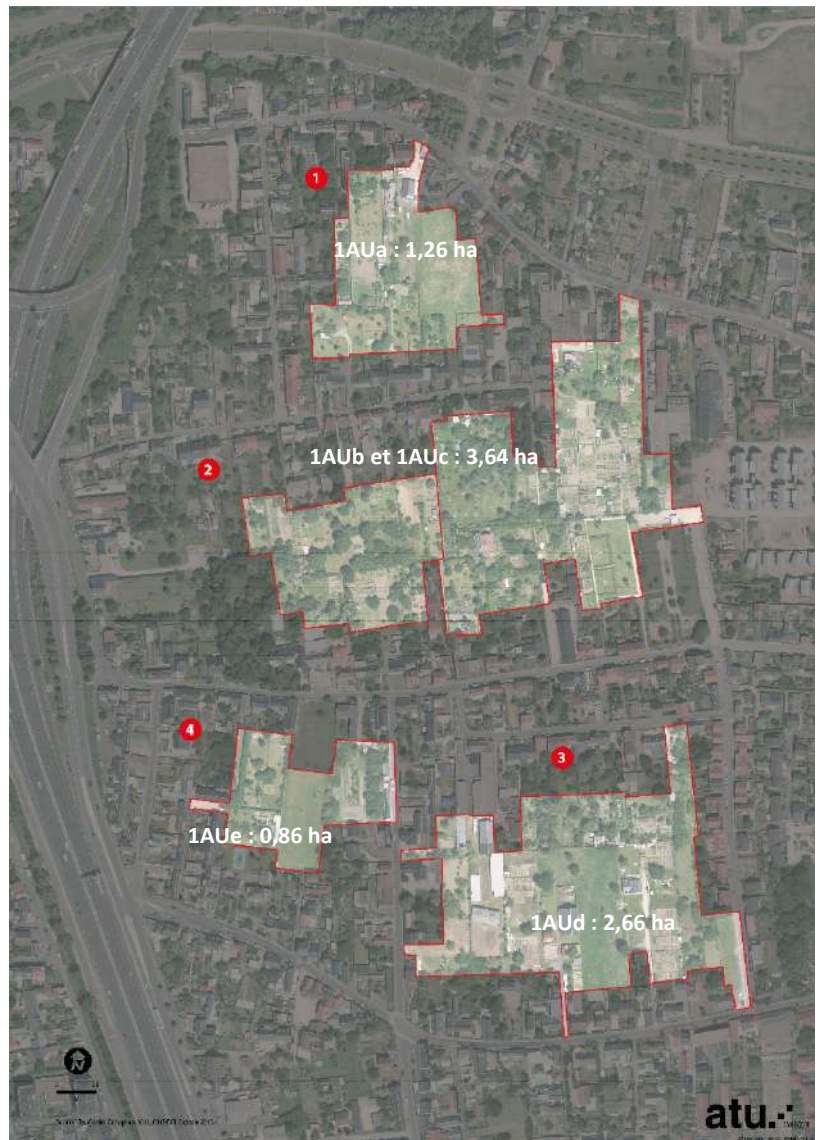 1
1AUa : 1,26 ha
1AUb et 1AUc : 3,64 ha
2
4
3
1AUe : 0,86 ha
1AUd : 2,66 ha
N
atu.